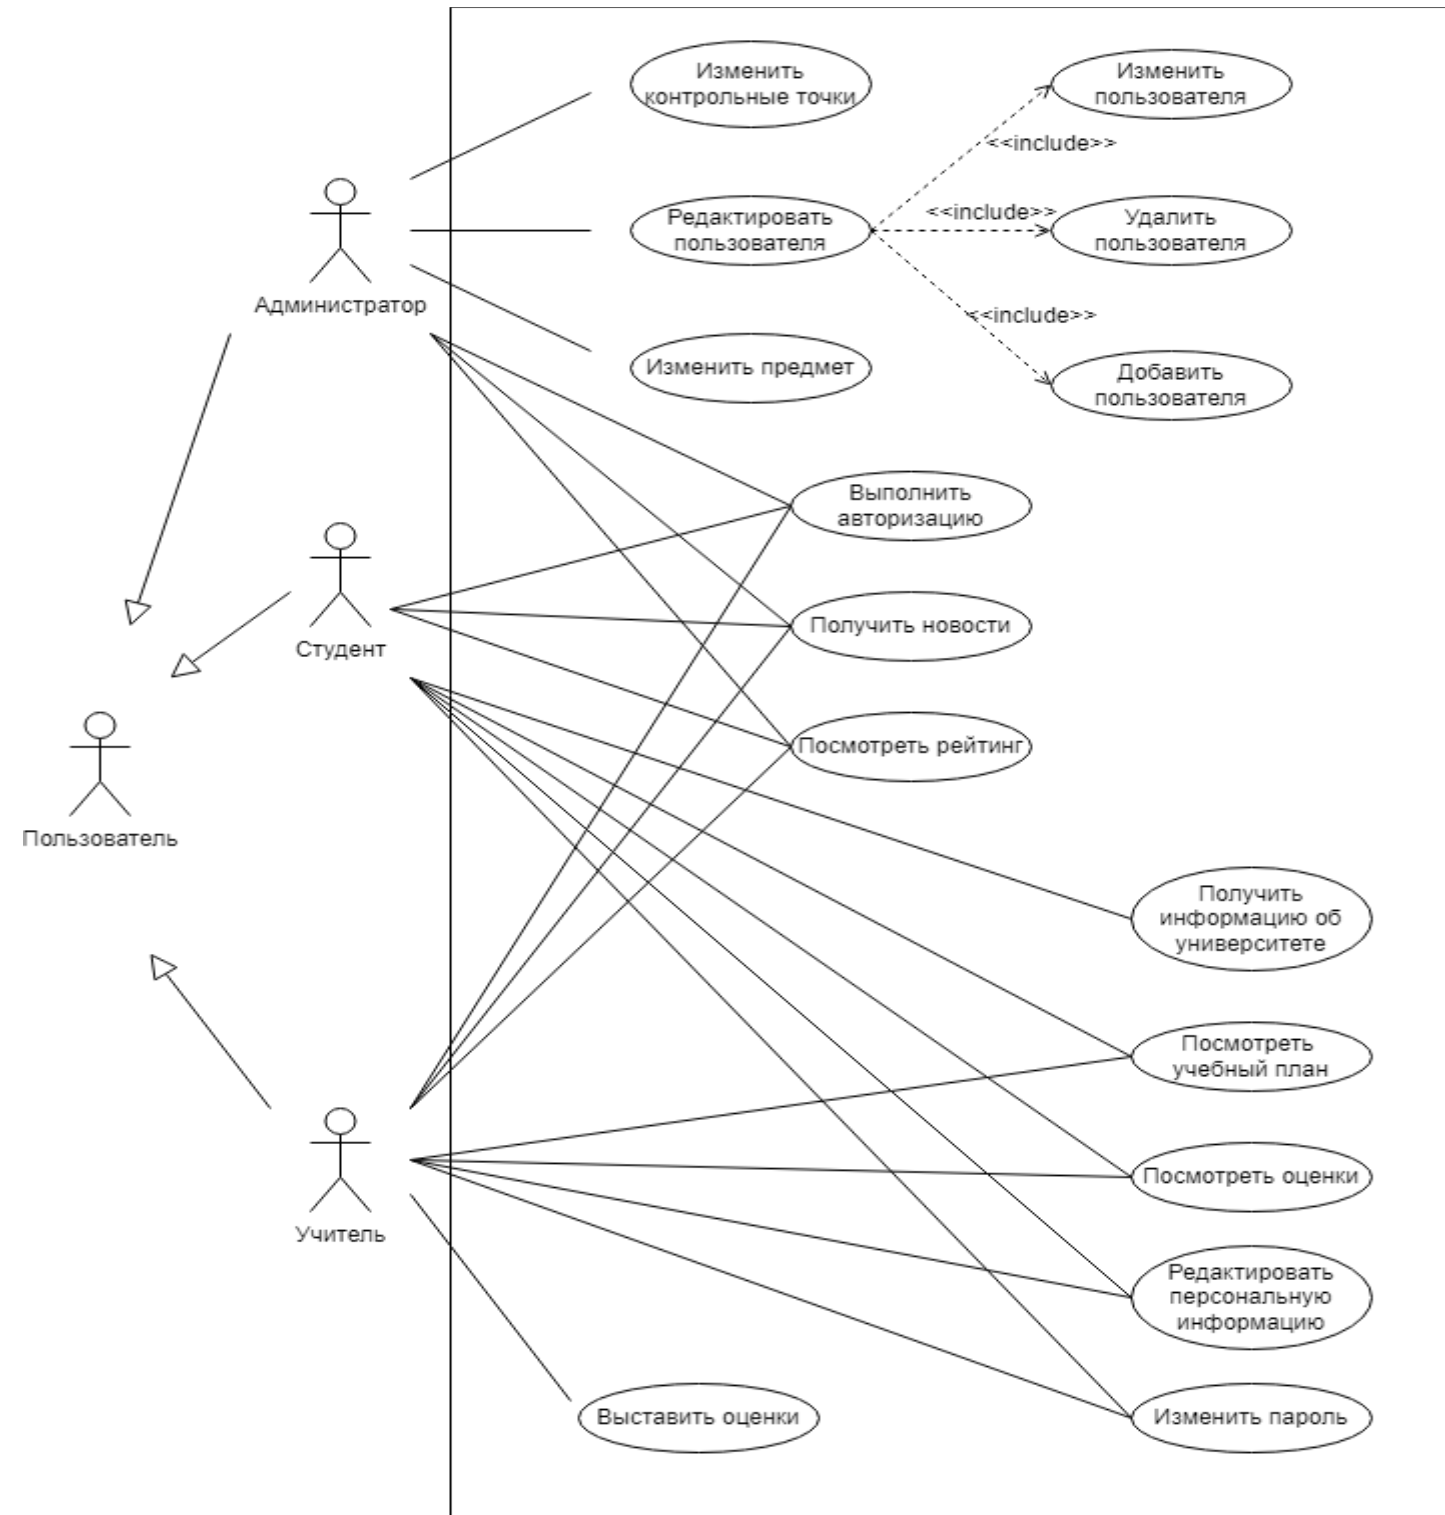 Изменить
контрольные точки
Изменить
пользователя
<<include>>
Редактировать
пользователя
<<include>>
Удалить
пользователя
Администратор
<<include>>
Изменить предмет
Добавить
пользователя
Выполнить
авторизацию
Студент
Получить новости
Посмотреть рейтинг
Пользователь
Получить
информацию об
университете
Посмотреть
учебный план
Посмотреть оценки
Учитель
Редактировать
персональную
информацию
Выставить оценки
Изменить пароль